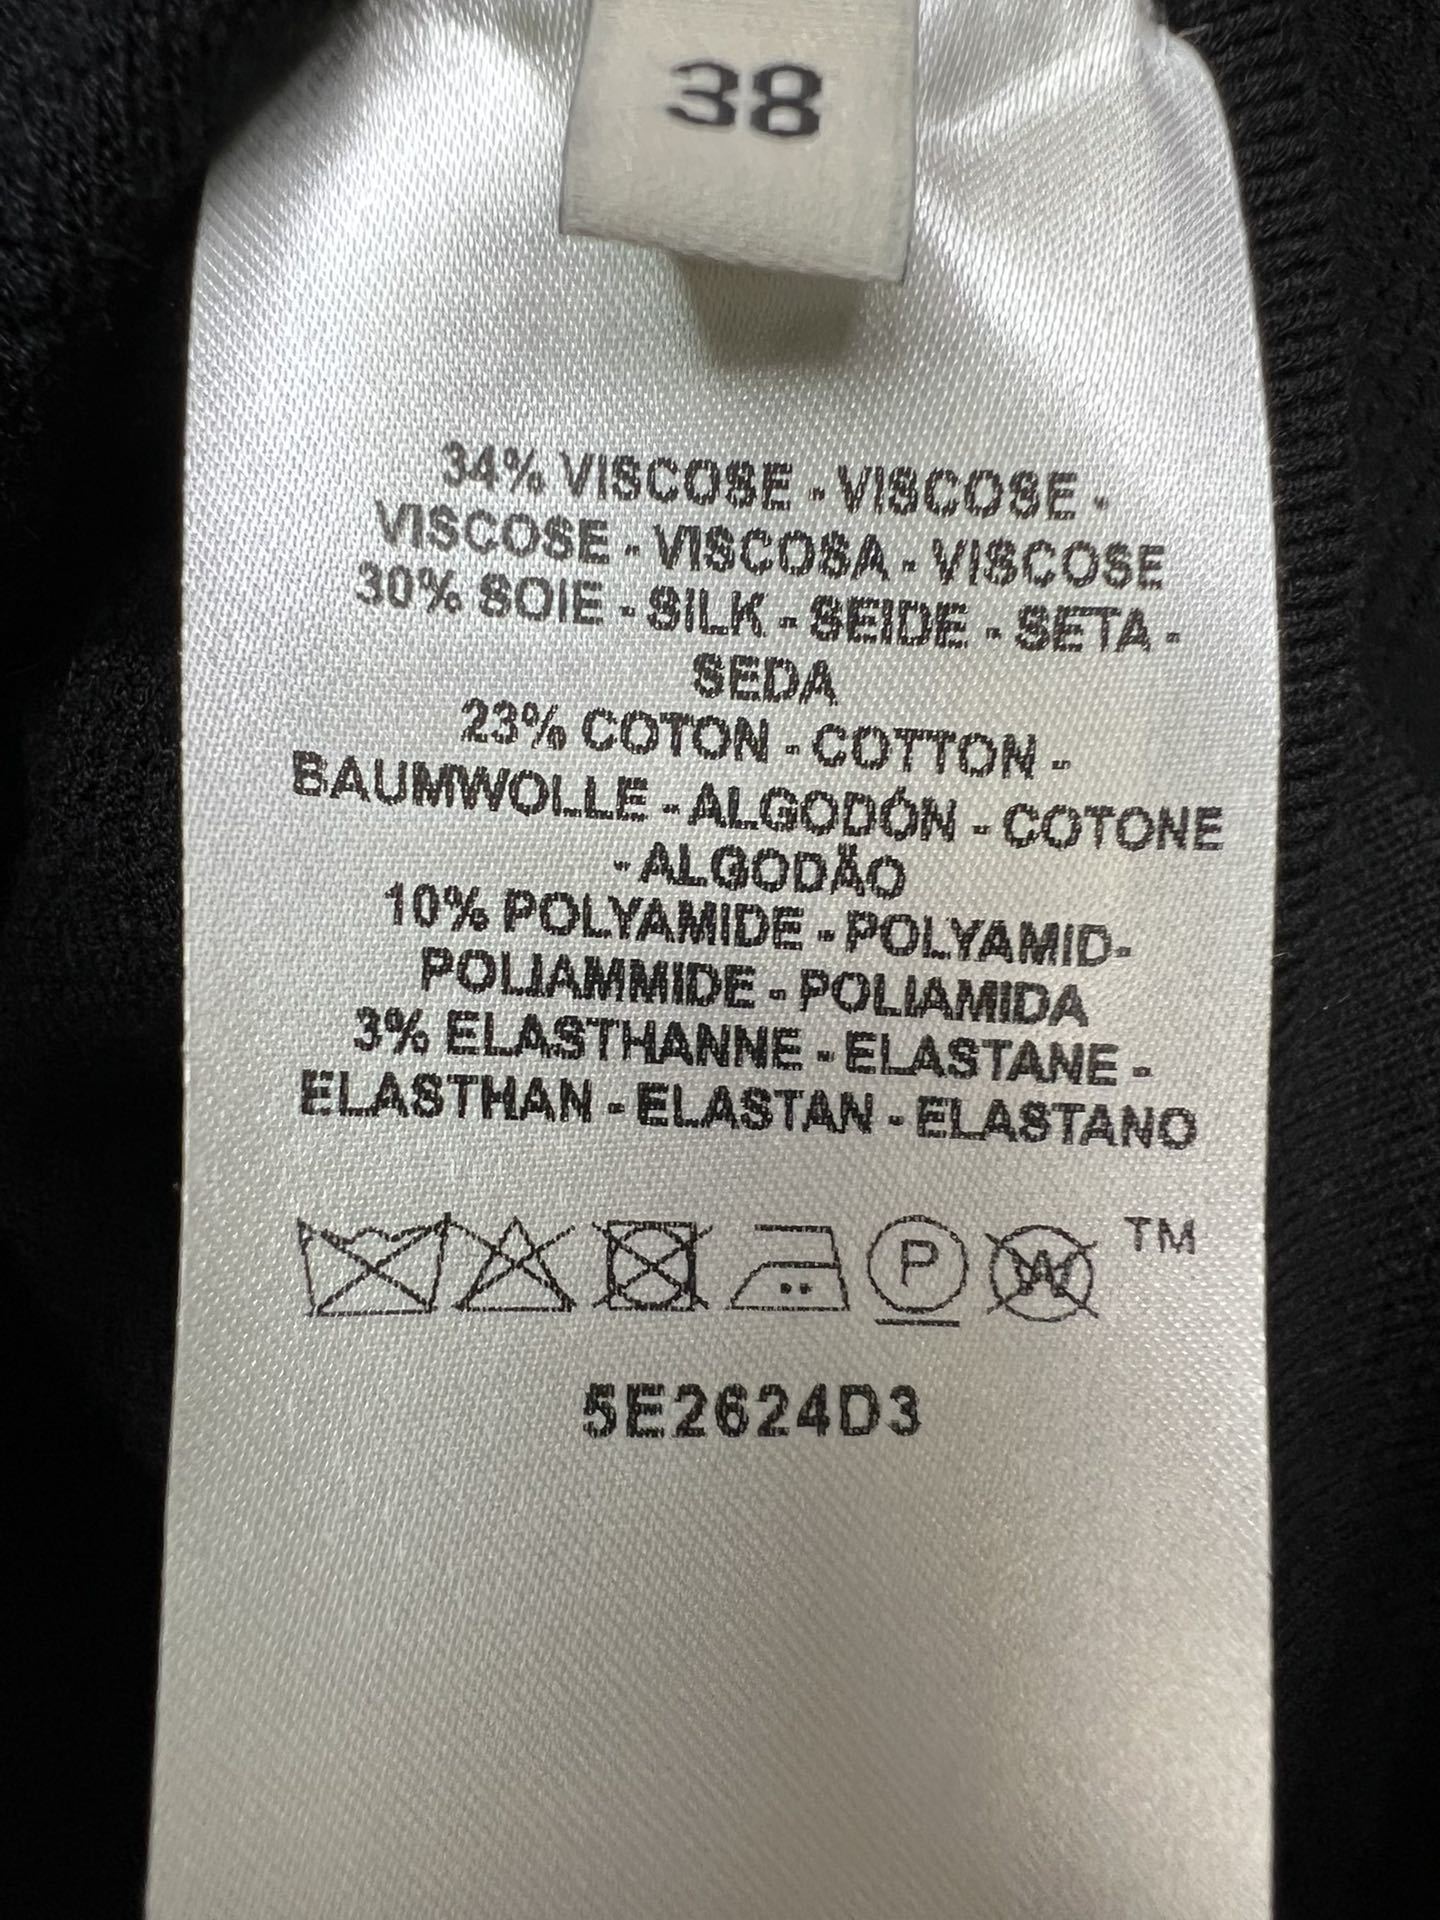 38
34% VISCOSE - VISCOSE -
VISCOSE - VISCOSA - VISCOSE
30% SOIE - SILK - SEIDE - SETA -
SEDA
23% COTON - COTTON -
BAUMWOLLE - ALGODÓN - COTONE
- ALGODÃO
10% POLYAMIDE - POLYAMID-
POLIAMMIDE - POLIAMIDA
3% ELASTHANNE - ELASTANE -
ELASTHAN - ELASTAN - ELASTANO
P W TM
5E2624D3